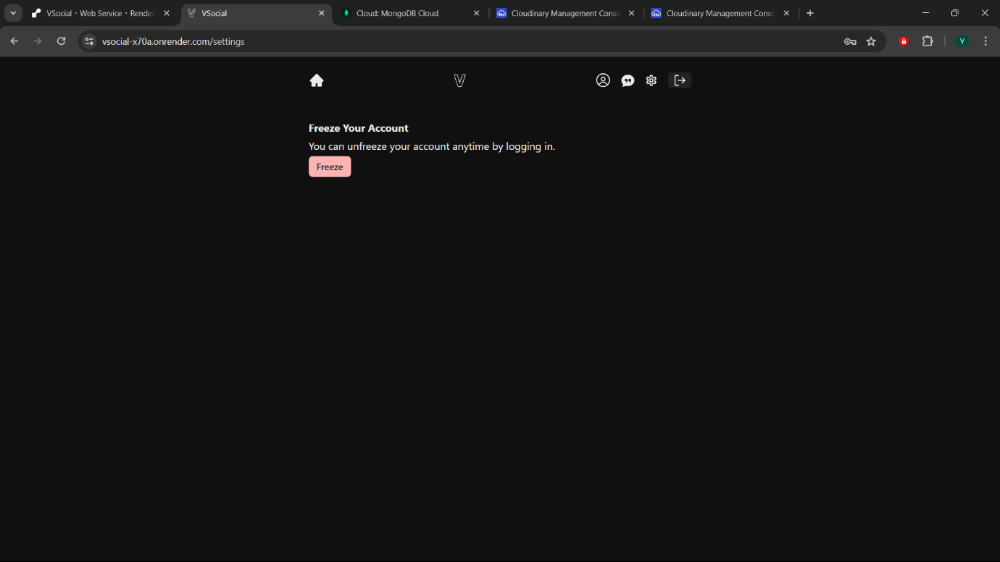 VSocial · Web Service · Render
VSocial
Cloud: MongoDB Cloud
Cloudinary Management Conso
Cloudinary Management Conso
vsocial-x70a.onrender.com/settings
V
V
Freeze Your Account
You can unfreeze your account anytime by logging in.
Freeze